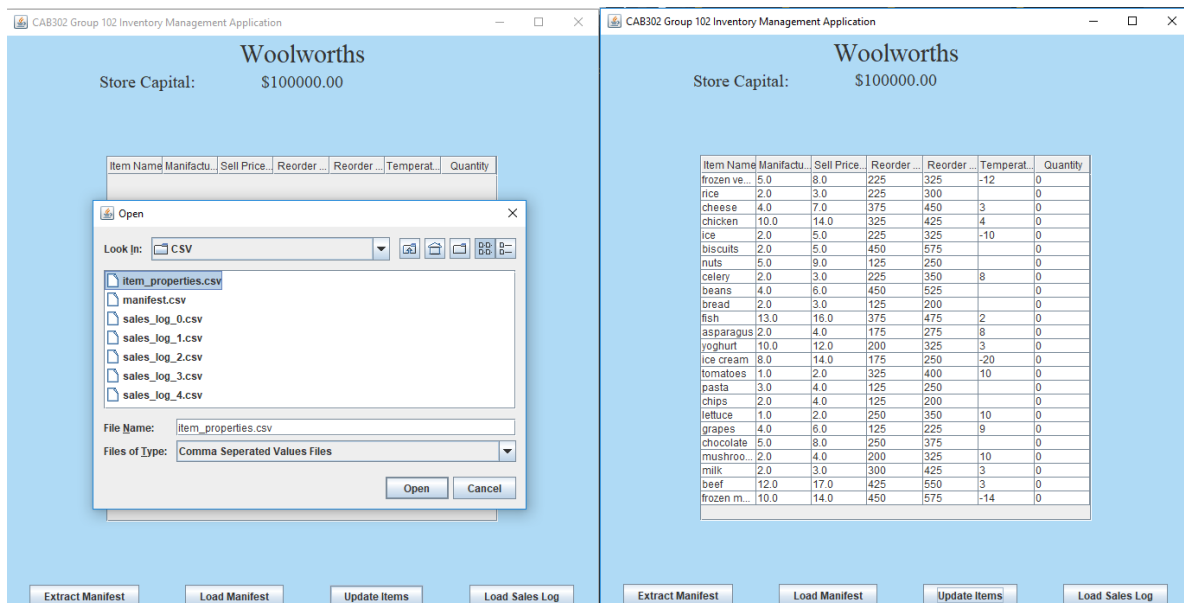 CAB302 Group 102 Inventory Management Application
Woolworths
Store Capital: $100000.00
Item Name Manifactu... Sell Price... Reorder ... Reorder ... Temperat... Quantity
Open
Look In: CSV
item_properties.csv
manifest.csv
sales_log_0.csv
sales_log_1.csv
sales_log_2.csv
sales_log_3.csv
sales_log_4.csv
File Name: item_properties.csv
Files of Type: Comma Seperated Values Files
Open Cancel
Extract Manifest Load Manifest Update Items Load Sales Log
CAB302 Group 102 Inventory Management Application
Woolworths
Store Capital: $100000.00
Item Name Manifactu... Sell Price... Reorder ... Reorder ... Temperat... Quantity
frozen ve... 5.0 8.0 225 325 -12 0
rice 2.0 3.0 225 300 0
cheese 4.0 7.0 375 450 3 0
chicken 10.0 14.0 325 425 4 0
ice 2.0 5.0 225 325 -10 0
biscuits 2.0 5.0 450 575 0
nuts 5.0 9.0 125 250 0
celery 2.0 3.0 225 350 8 0
beans 4.0 6.0 450 525 0
bread 2.0 3.0 125 200 0
fish 13.0 16.0 375 475 2 0
asparagus 2.0 4.0 175 275 8 0
yoghurt 10.0 12.0 200 325 3 0
ice cream 8.0 14.0 175 250 -20 0
tomatoes 1.0 2.0 325 400 10 0
pasta 3.0 4.0 125 250 0
chips 2.0 4.0 125 200 0
lettuce 1.0 2.0 250 350 10 0
grapes 4.0 6.0 125 225 9 0
chocolate 5.0 8.0 250 375 0
mushroo... 2.0 4.0 200 325 10 0
milk 2.0 3.0 300 425 3 0
beef 12.0 17.0 425 550 3 0
frozen m... 10.0 14.0 450 575 -14 0
Extract Manifest Load Manifest Update Items Load Sales Log